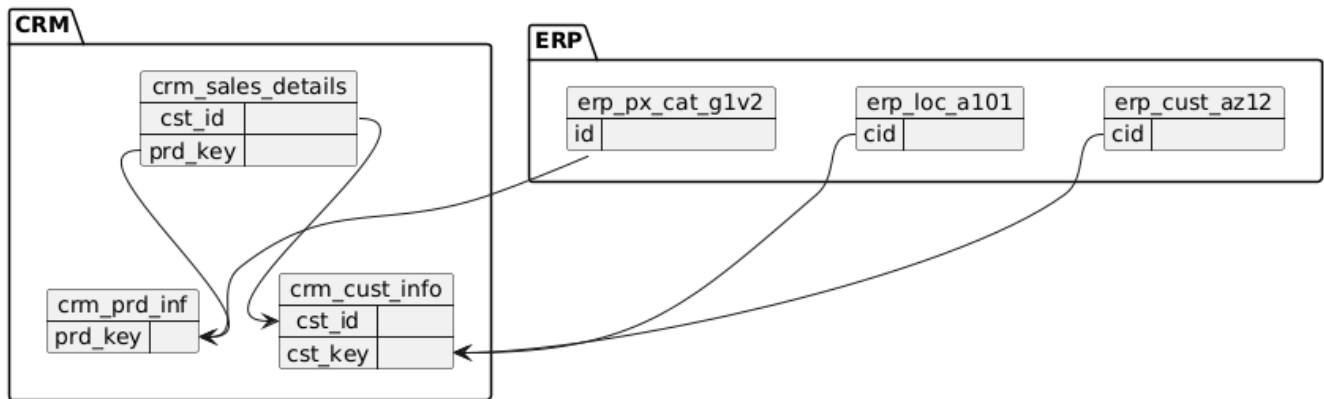 CRM
crm_sales_details
cst_id
prd_key
crm_prd_inf
prd_key
crm_cust_info
cst_id
cst_key
ERP
erp_px_cat_g1v2
id
erp_loc_a101
cid
erp_cust_az12
cid